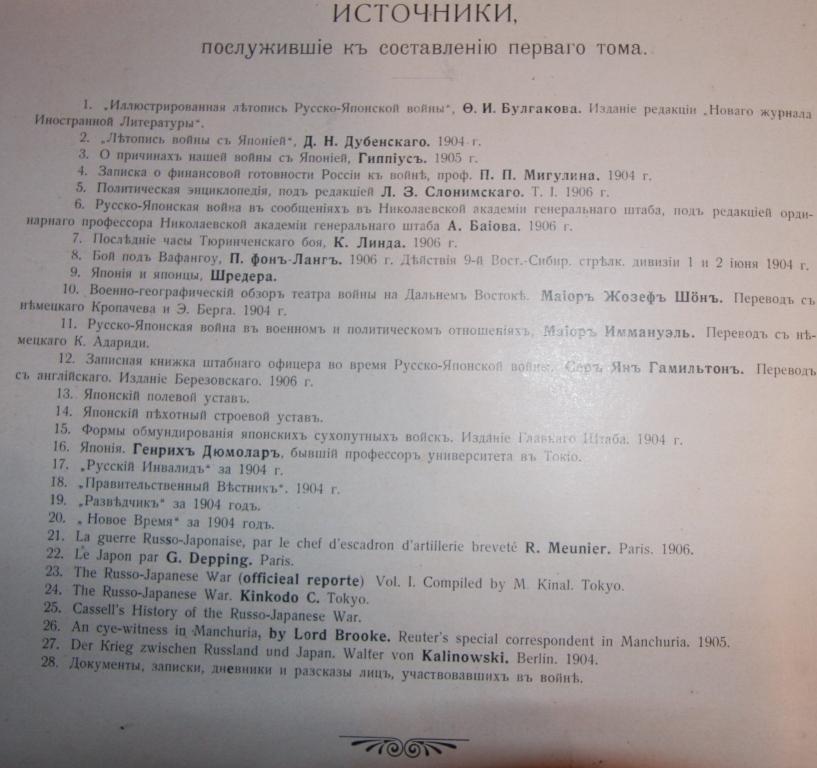 ИСТОЧНИКИ,
послужившіе къ составленію перваго тома.
1. „Иллюстрированная лѣтопись Русско-Японской войны“, Ѳ. И. Булгакова. Изданіе редакціи „Новаго журнала
Иностранной Литературы“.
2. „Лѣтопись войны съ Японіей“, Д. Н. Дубенскаго. 1904 г.
3. О причинахъ нашей войны съ Японіей, Гиппіусъ. 1905 г.
4. Записка о финансовой готовности Россіи къ войнѣ, проф. П. П. Мигулина. 1904 г.
5. Политическая энциклопедія, подъ редакціей Л. З. Слонимскаго. Т. I. 1906 г.
6. Русско-Японская война въ сообщеніяхъ въ Николаевской академіи генеральнаго штаба, подъ редакціей орди-
нарнаго профессора Николаевской академіи генеральнаго штаба А. Баіова. 1906 г.
7. Послѣдніе часы Тюринченскаго боя, К. Линда. 1906 г.
8. Бой подъ Вафангоу, П. фонъ-Лангъ. 1906 г. Дѣйствія 9-й Вост.-Сибир. стрѣлк. дивизіи 1 и 2 іюня 1904 г.
9. Японія и японцы, Шредера.
10. Военно-географическій обзоръ театра войны на Дальнемъ Востокѣ. Маіоръ Жозефъ Шӧнъ. Переводъ съ
нѣмецкаго Кропачева и Э. Берга. 1904 г.
11. Русско-Японская война въ военномъ и политическомъ отношеніяхъ, Маіоръ Иммануэль. Переводъ съ нѣ-
мецкаго К. Адариди.
12. Записная книжка штабнаго офицера во время Русско-Японской войны. Серъ Янъ Гамильтонъ. Переводъ
съ англійскаго. Изданіе Березовскаго. 1906 г.
13. Японскій полевой уставъ.
14. Японскій пѣхотный строевой уставъ.
15. Формы обмундированія японскихъ сухопутныхъ войскъ. Изданіе Главнаго Штаба. 1904 г.
16. Японія. Генрихъ Дюмоларъ, бывшій профессоръ университета въ Токіо.
17. „Русскій Инвалидъ“ за 1904 г.
18. „Правительственный Вѣстникъ“. 1904 г.
19. „Развѣдчикъ“ за 1904 годъ.
20. „Новое Время“ за 1904 годъ.
21. La guerre Russo-Japonaise, par le chef d'escadron d'artillerie breveté R. Meunier. Paris. 1906.
22. Le Japon par G. Depping. Paris.
23. The Russo-Japanese War (officieal reporte) Vol. I. Compiled by M. Kinal. Tokyo.
24. The Russo-Japanese War. Kinkodo C. Tokyo.
25. Cassell's History of the Russo-Japanese War.
26. An eye-witness in Manchuria, by Lord Brooke. Reuter's special correspondent in Manchuria. 1905.
27. Der Krieg zwischen Russland und Japan. Walter von Kalinowski. Berlin. 1904.
28. Документы, записки, дневники и разсказы лицъ, участвовавшихъ въ войнѣ.